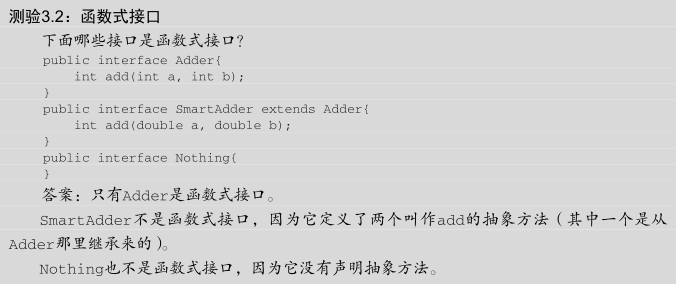 测验3.2：函数式接口
下面哪些接口是函数式接口？
public interface Adder{
    int add(int a, int b);
}
public interface SmartAdder extends Adder{
    int add(double a, double b);
}
public interface Nothing{
}
答案：只有Adder是函数式接口。
SmartAdder不是函数式接口，因为它定义了两个叫作add的抽象方法（其中一个是从
Adder那里继承来的）。
Nothing也不是函数式接口，因为它没有声明抽象方法。